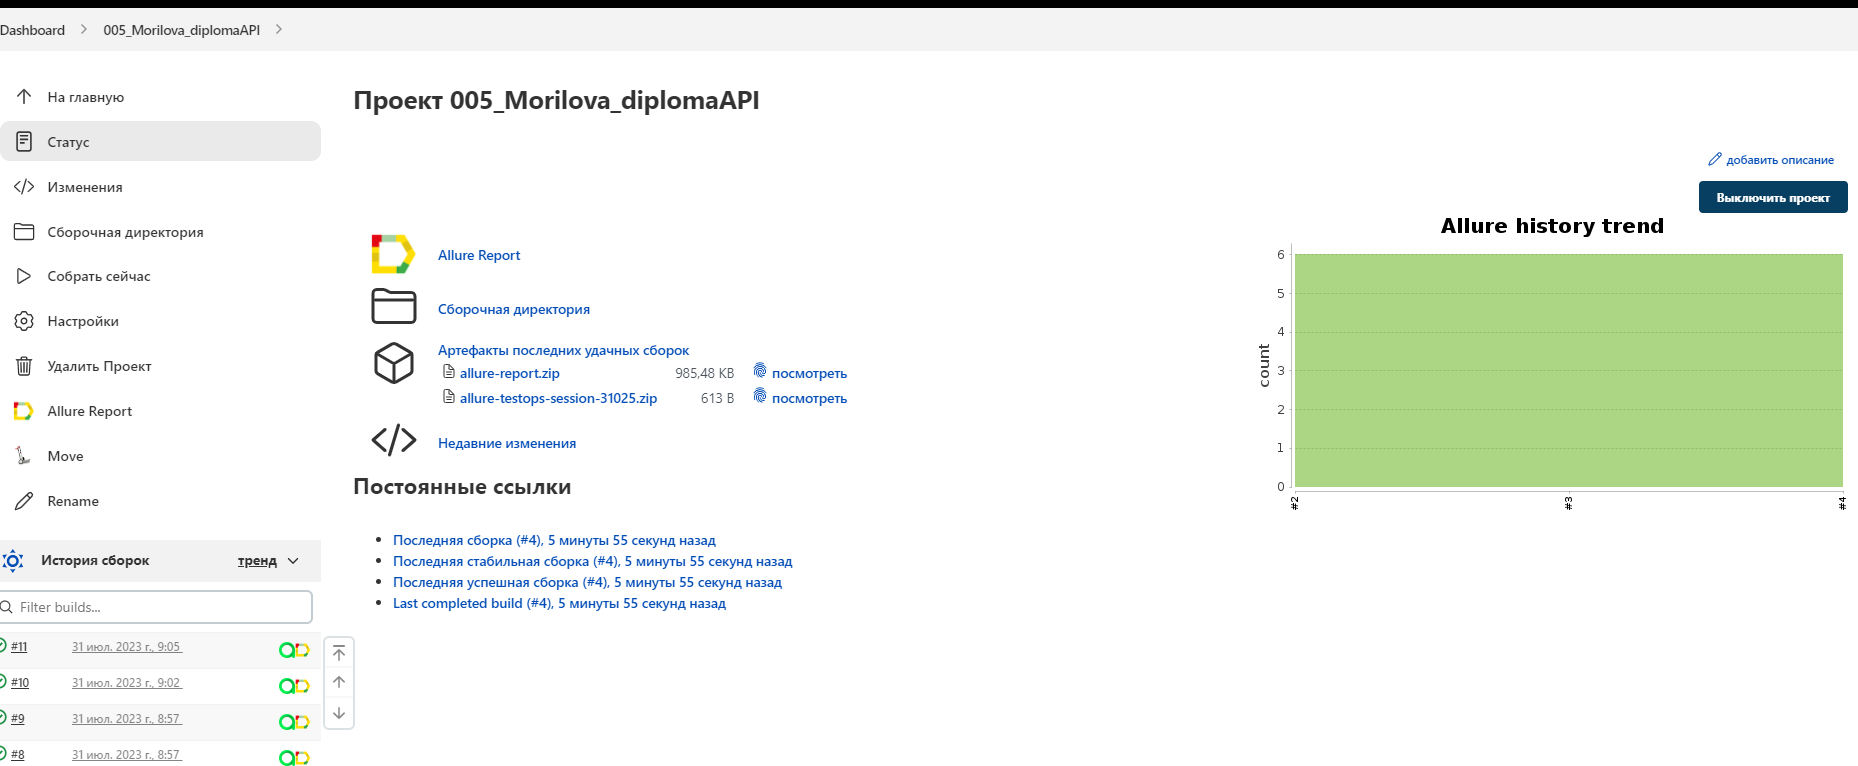 Dashboard
005_Morilova_diplomaAPI
На главную
Статус
Изменения
Сборочная директория
Собрать сейчас
Настройки
Удалить Проект
Allure Report
Move
Rename
История сборок
тренд
Filter builds...
#11 31 июл. 2023 г., 9:05
#10 31 июл. 2023 г., 9:02
#9 31 июл. 2023 г., 8:57
#8 31 июл. 2023 г., 8:57
Проект 005_Morilova_diplomaAPI
добавить описание
Выключить проект
Allure Report
Сборочная директория
Артефакты последних удачных сборок
allure-report.zip 985,48 KB посмотреть
allure-testops-session-31025.zip 613 B посмотреть
Недавние изменения
Постоянные ссылки
Последняя сборка (#4), 5 минуты 55 секунд назад
Последняя стабильная сборка (#4), 5 минуты 55 секунд назад
Последняя успешная сборка (#4), 5 минуты 55 секунд назад
Last completed build (#4), 5 минуты 55 секунд назад
Allure history trend
count
6
5
4
3
2
1
0
#2
#3
#4